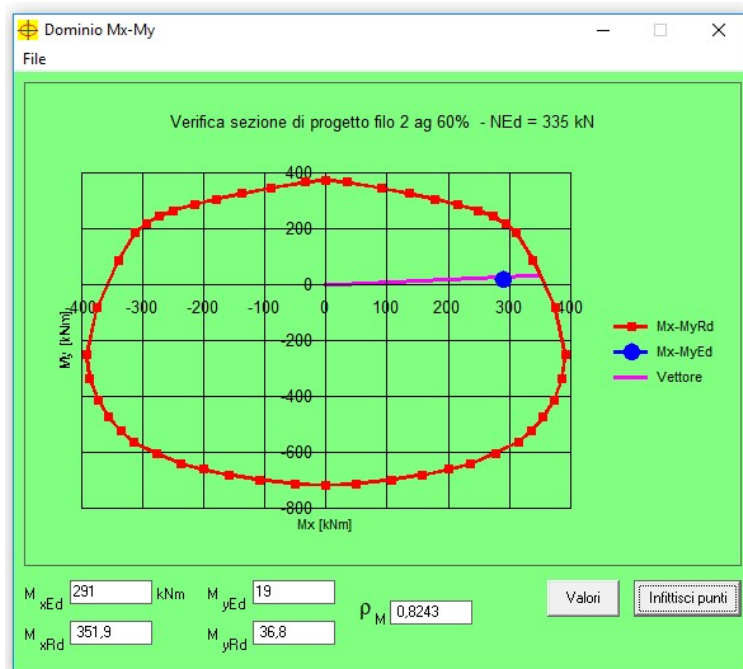 Dominio Mx-My
File
Verifica sezione di progetto filo 2 ag 60% - NEd = 335 kN
400
200
0
-400 -300 -200 -100 0 100 200 300 400
-200
-400
-600
-800
My [kNm]
Mx [kNm]
Mx-MyRd
Mx-MyEd
Vettore
M xEd 291 kNm M yEd 19
ρ M 0,8243
M xRd 351,9 M yRd 36,8
Valori Infittisci punti